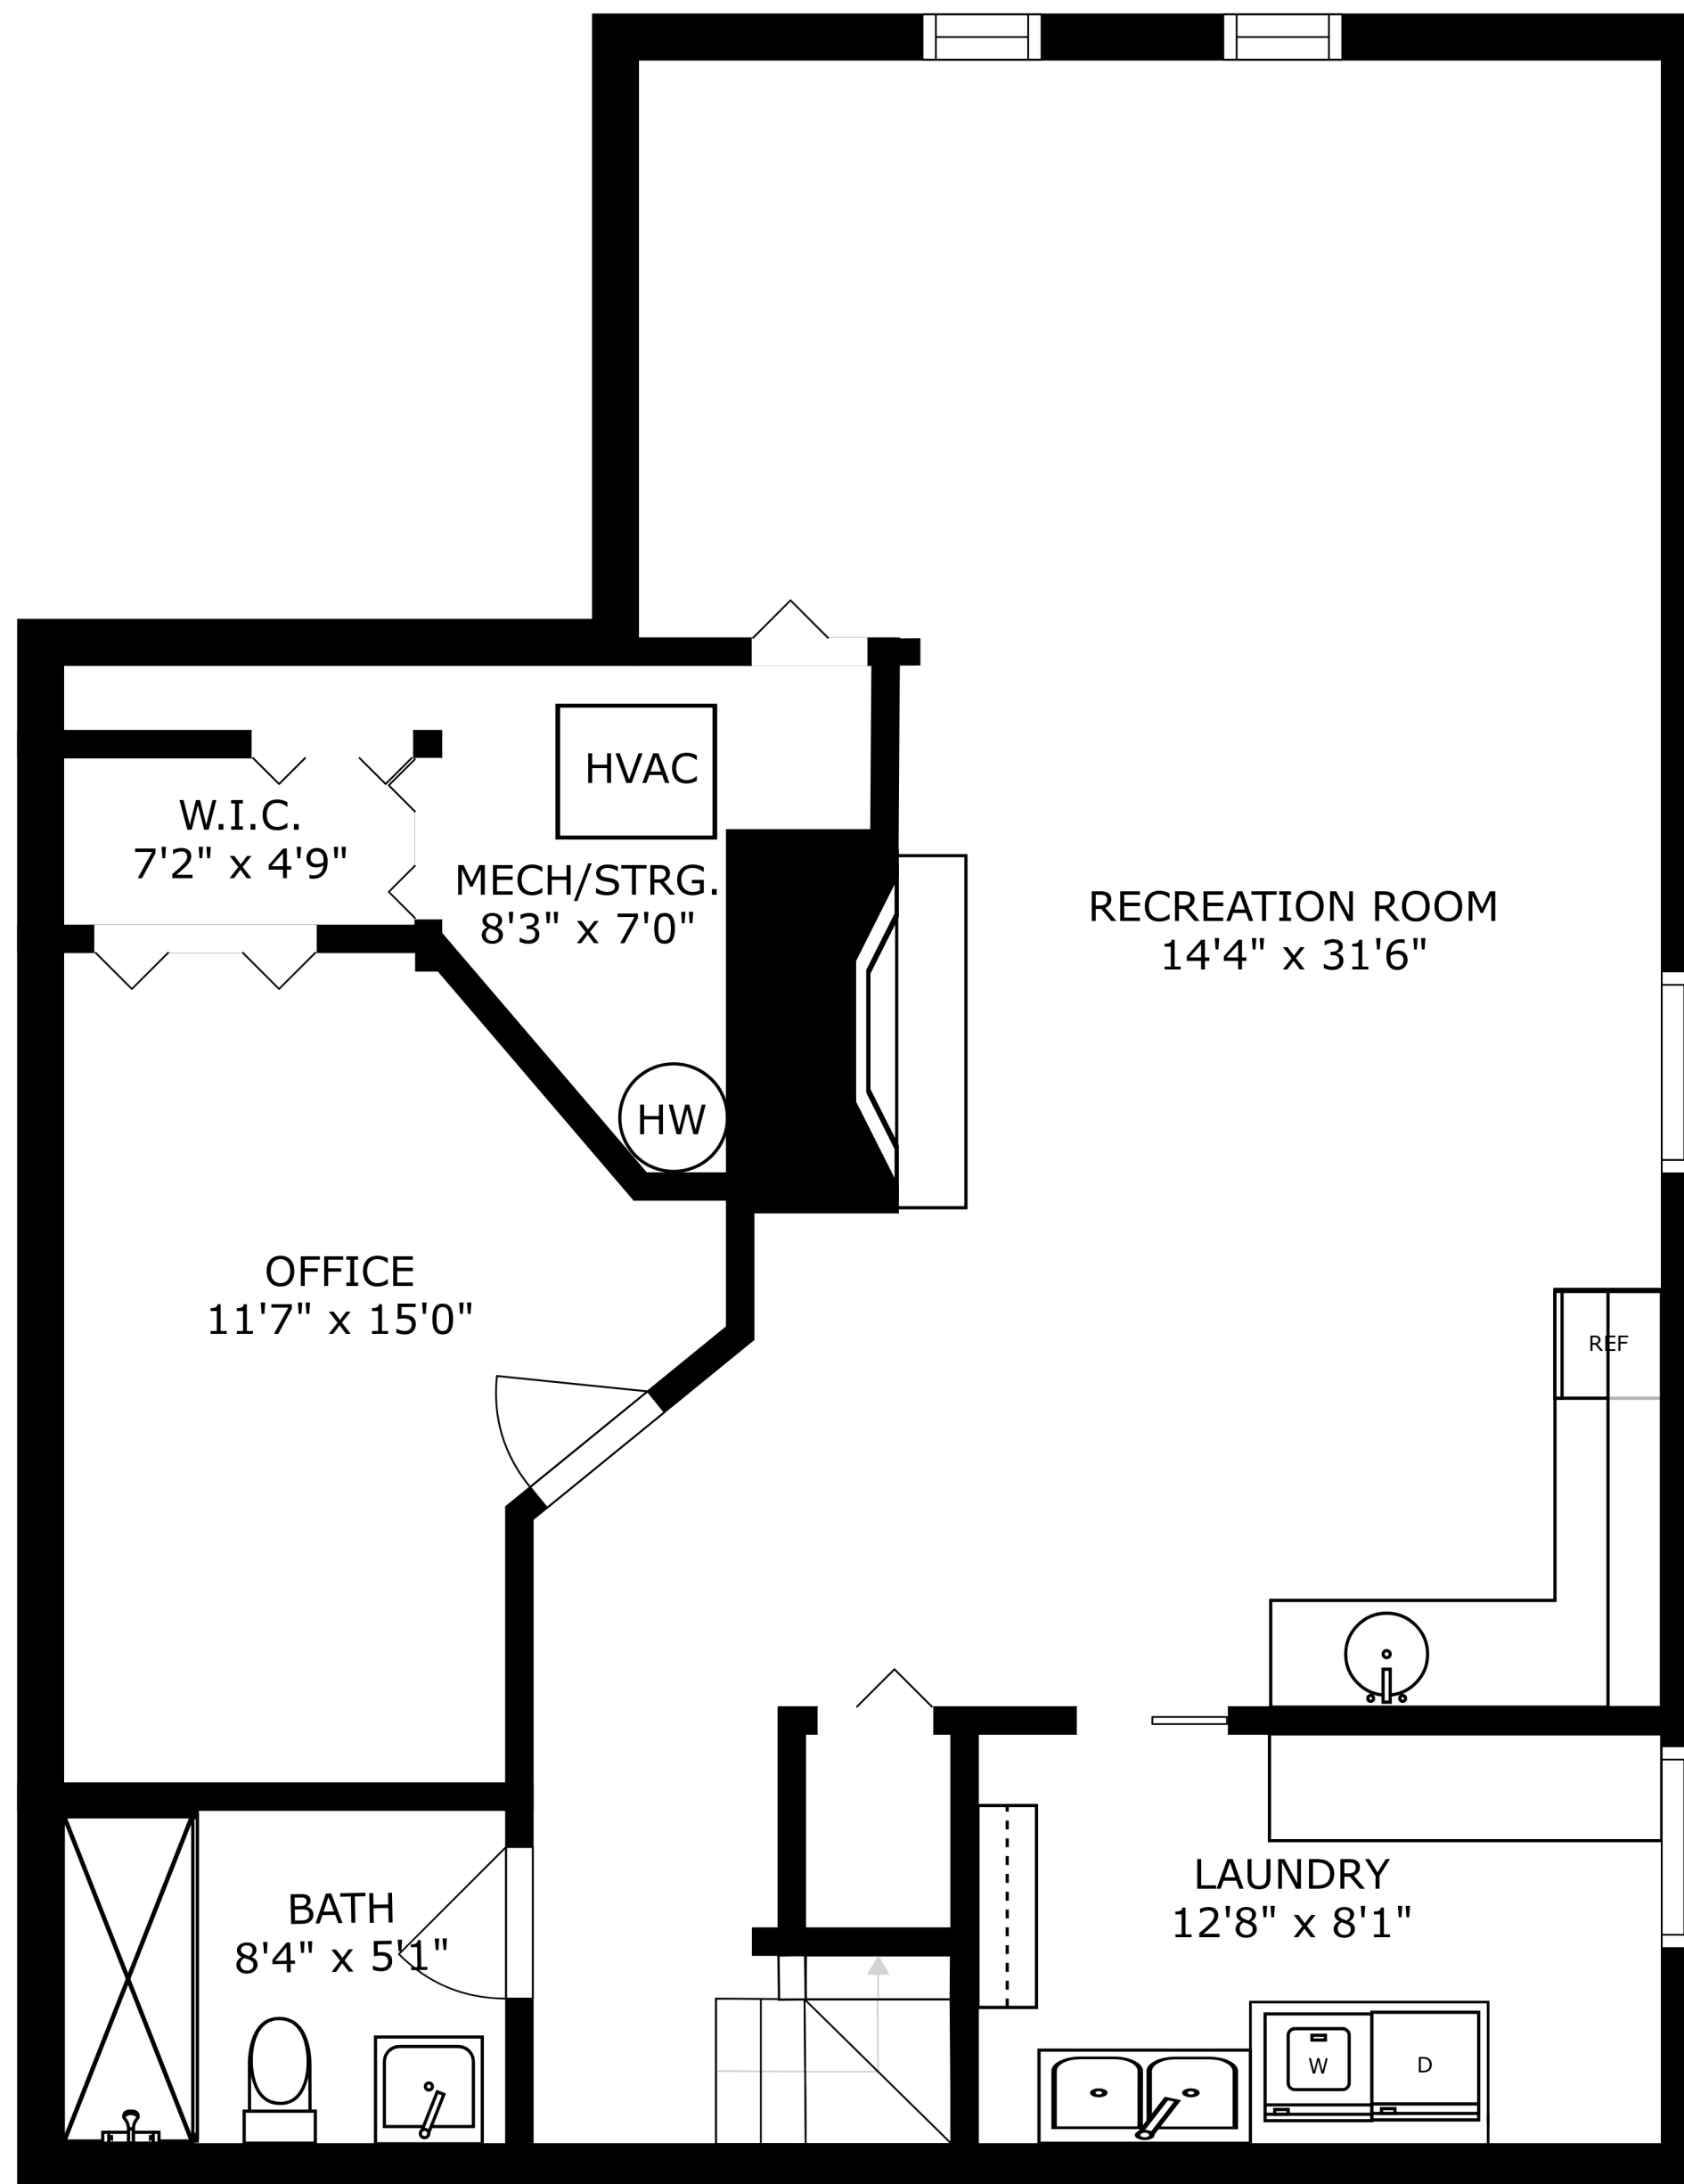 HVAC
W.I.C.
7'2" x 4'9"
MECH/STRG.
8'3" x 7'0"
RECREATION ROOM
14'4" x 31'6"
HW
OFFICE
11'7" x 15'0"
REF
BATH
8'4" x 5'1"
LAUNDRY
12'8" x 8'1"
W
D